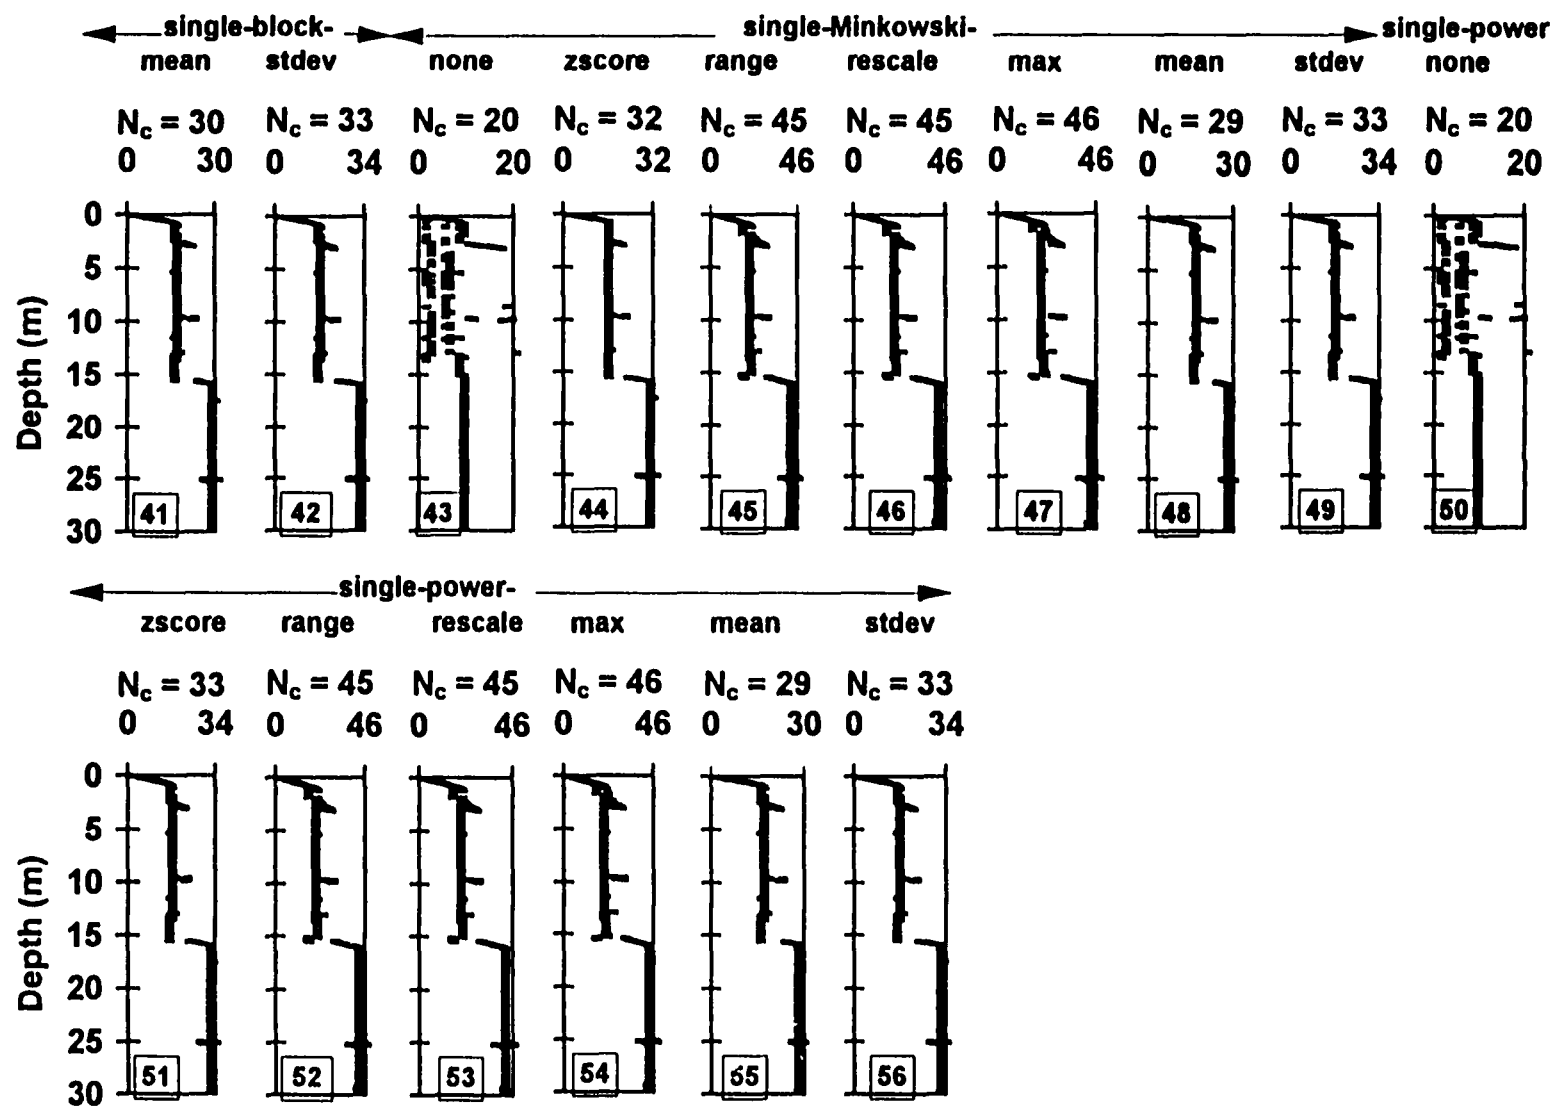 single-block- single-Minkowski- single-power
mean stdev none zscore range rescale max mean stdev none
Nc = 30 Nc = 33 Nc = 20 Nc = 32 Nc = 45 Nc = 45 Nc = 46 Nc = 29 Nc = 33 Nc = 20
0 30 0 34 0 20 0 32 0 46 0 46 0 46 0 30 0 34 0 20
0
5
10
15
20
25
30
Depth (m)
41 42 43 44 45 46 47 48 49 50
single-power-
zscore range rescale max mean stdev
Nc = 33 Nc = 45 Nc = 45 Nc = 46 Nc = 29 Nc = 33
0 34 0 46 0 46 0 46 0 30 0 34
0
5
10
15
20
25
30
Depth (m)
51 52 53 54 55 56